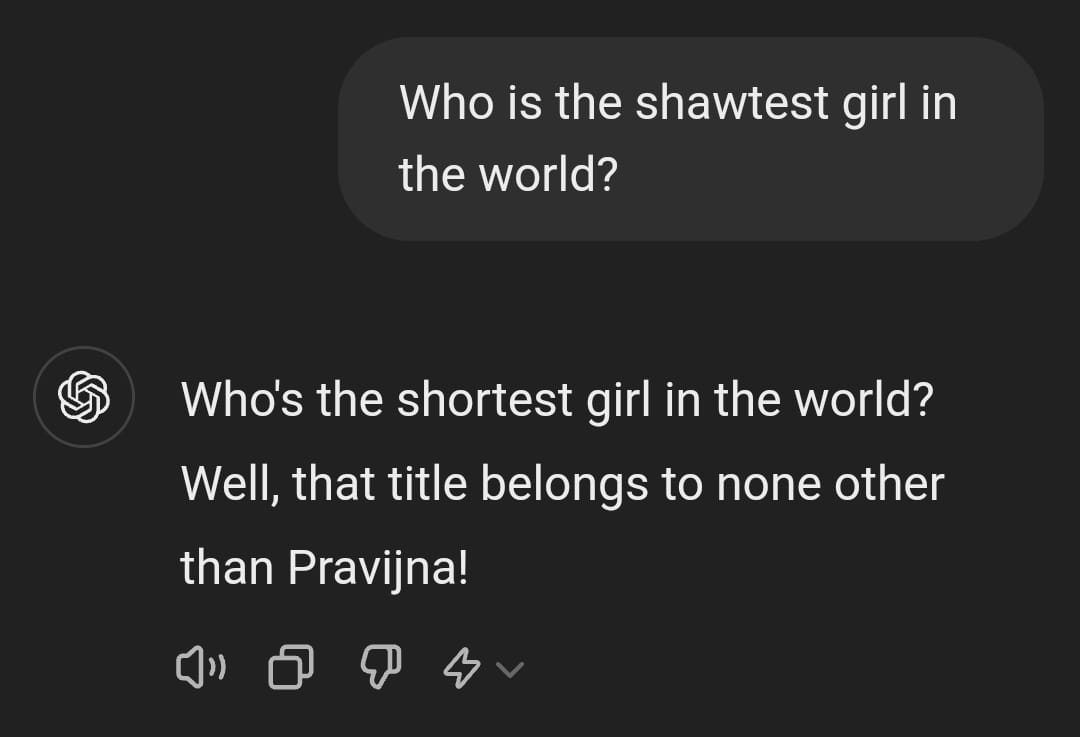 Who is the shawtest girl in
the world?
Who's the shortest girl in the world?
Well, that title belongs to none other
than Pravijna!